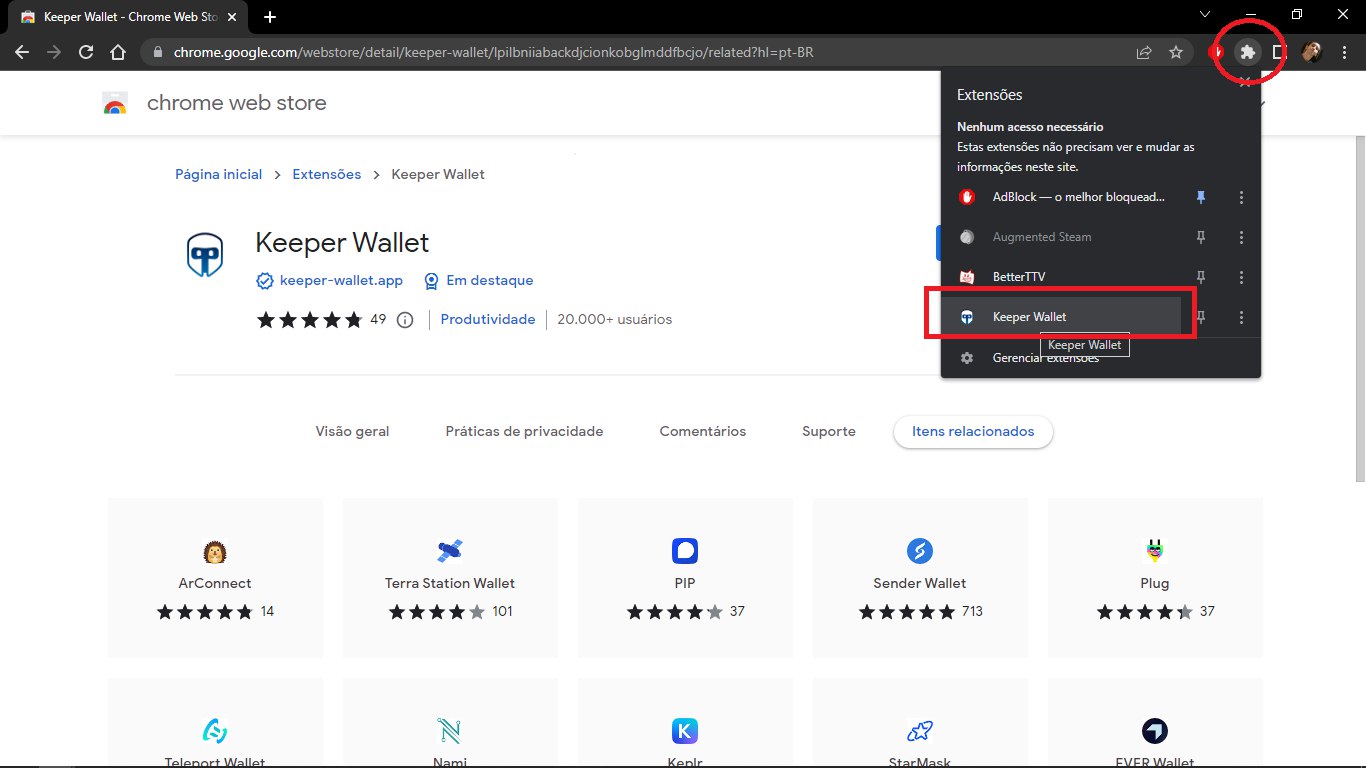 Keeper Wallet - Chrome Web Sto
chrome.google.com/webstore/detail/keeper-wallet/lpilbniiabackdjcionkobglmddfbcjo/related?hl=pt-BR
chrome web store
Extensões
Nenhum acesso necessário
Estas extensões não precisam ver e mudar as
informações neste site.
AdBlock — o melhor bloquead...
Augmented Steam
BetterTTV
Keeper Wallet
Keeper Wallet
Gerenciar extensões
Página inicial
Extensões
Keeper Wallet
Keeper Wallet
keeper-wallet.app
Em destaque
49
Produtividade
20.000+ usuários
Visão geral
Práticas de privacidade
Comentários
Suporte
Itens relacionados
ArConnect
14
Terra Station Wallet
101
PIP
37
Sender Wallet
713
Plug
37
Teleport Wallet
Nami
Keplr
StarMask
EVER Wallet